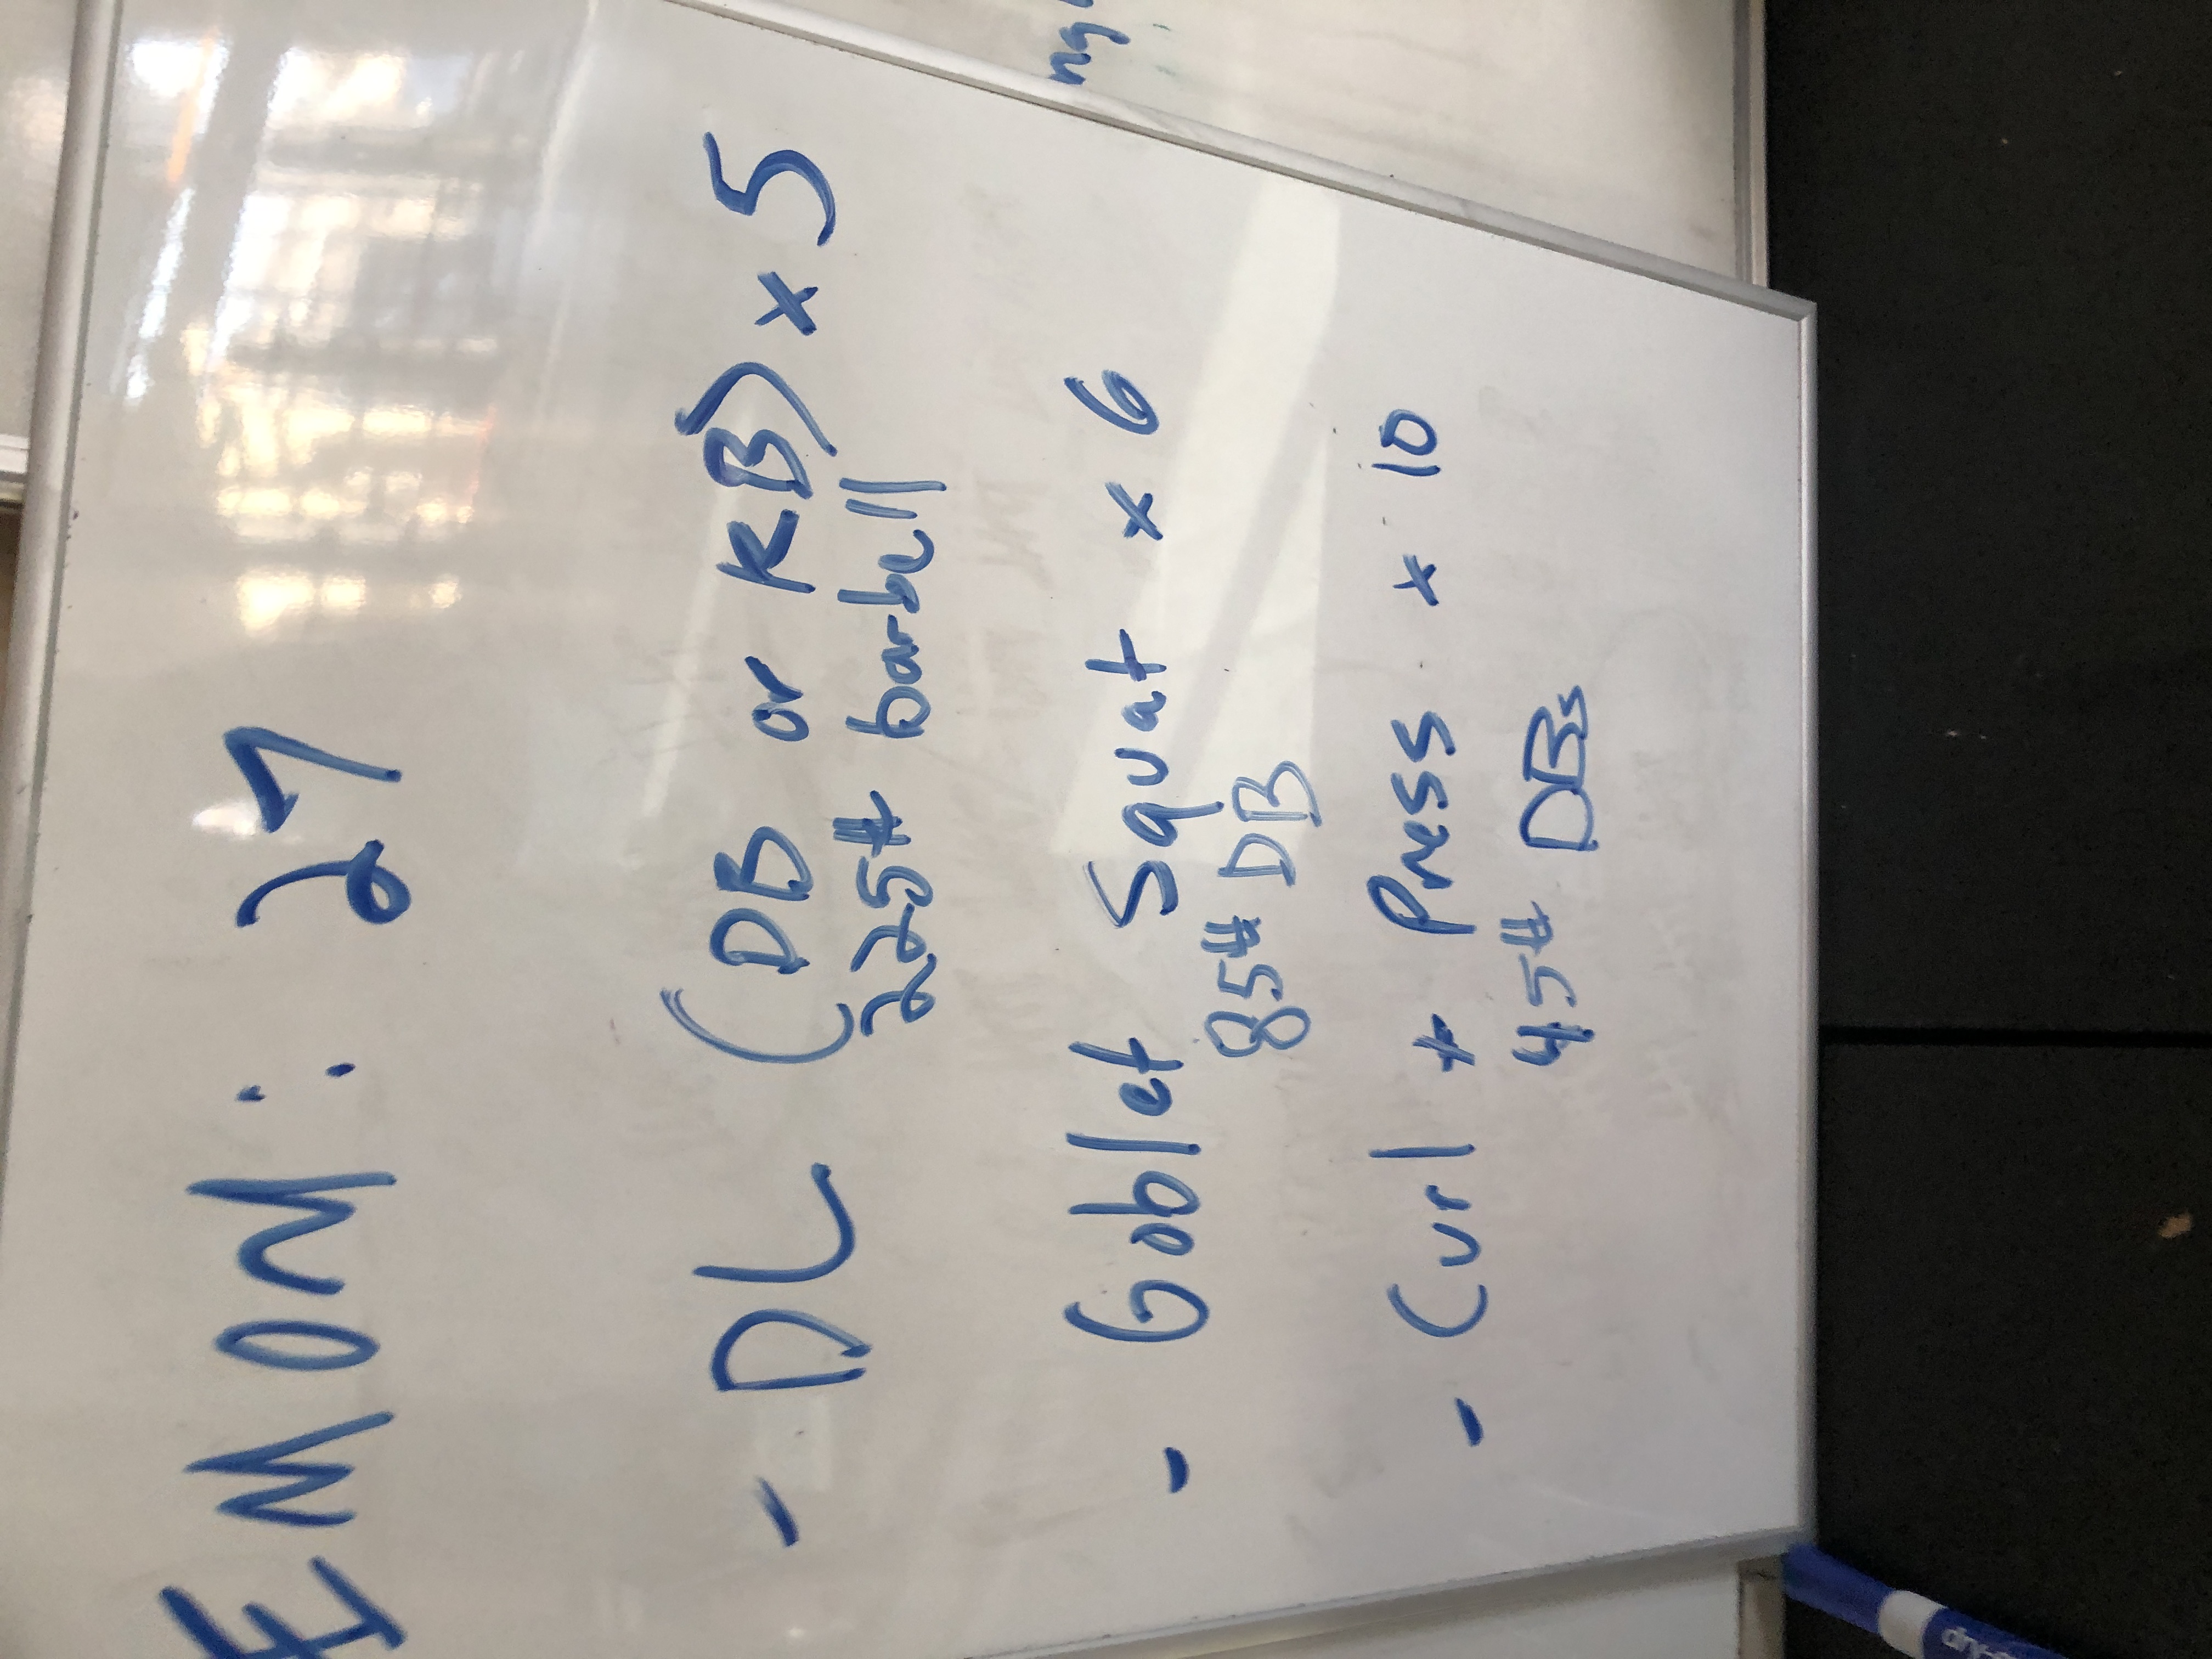 EMOM: 27
- DL (DB or KB) x 5
225# barbell
- Goblet Squat x 6
85# DB
- Curl + Press x 10
45# DBs